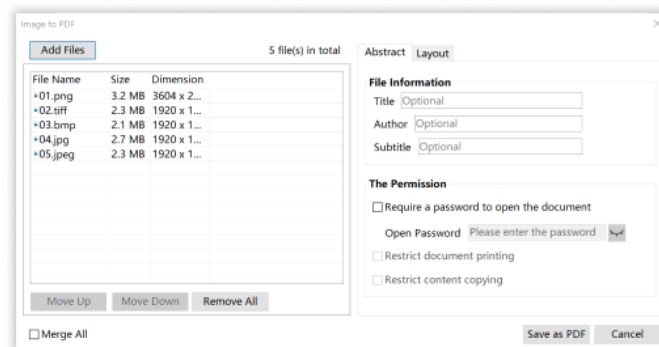 Image to PDF
Add Files
5 file(s) in total
File Name Size Dimension
01.png 3.2 MB 3604 x 2...
02.tiff 2.3 MB 1920 x 1...
03.bmp 2.1 MB 1920 x 1...
04.jpg 2.7 MB 1920 x 1...
05.jpeg 2.3 MB 1920 x 1...
Move Up Move Down Remove All
Merge All
Abstract Layout
File Information
Title Optional
Author Optional
Subtitle Optional
The Permission
Require a password to open the document
Open Password Please enter the password
Restrict document printing
Restrict content copying
Save as PDF Cancel